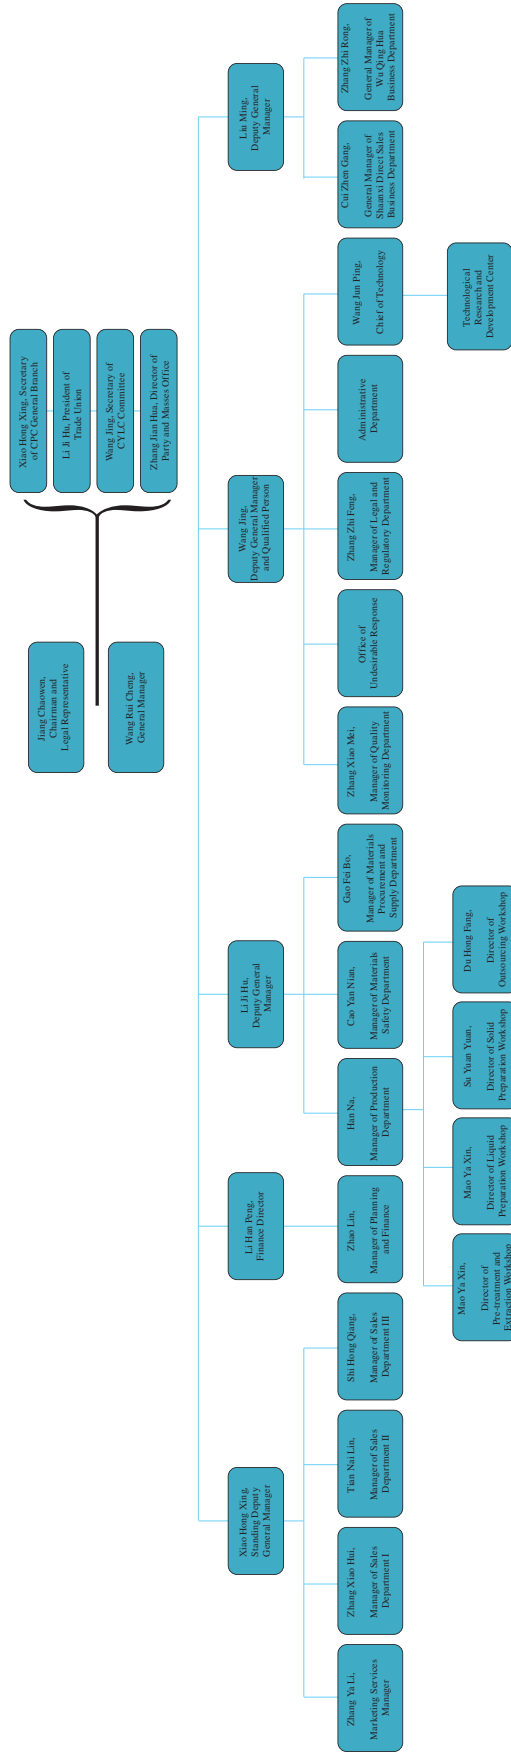 Jiang Chaowen,
Chairman and
Legal Representative
Wang Rui Cheng,
General Manager
Xiao Hong Xing, Secretary
of CPC General Branch
Li Ji Hu, President of
Trade Union
Wang Jing, Secretary of
CYLC Committee
Zhang Jian Hua, Director of
Party and Masses Office
Xiao Hong Xing,
Standing Deputy
General Manager
Li Han Peng,
Finance Director
Li Ji Hu,
Deputy General
Manager
Wang Jing,
Deputy General Manager
and Qualified Person
Liu Ming,
Deputy General
Manager
Zhang Ya Li,
Marketing Services
Manager
Zhang Xiao Hui,
Manager of Sales
Department I
Tian Nai Lin,
Manager of Sales
Department II
Shi Hong Qiang,
Manager of Sales
Department III
Zhao Lin,
Manager of Planning
and Finance
Han Na,
Manager of Production
Department
Cao Yan Nian,
Manager of Materials
Safety Department
Gao Fei Bo,
Manager of Materials
Procurement and
Supply Department
Zhang Xiao Mei,
Manager of Quality
Monitoring Department
Office of
Undesirable Response
Zhang Zhi Feng,
Manager of Legal and
Regulatory Department
Administrative
Department
Wang Jun Ping,
Chief of Technology
Cui Zhen Gang,
General Manager of
Shaanxi Direct Sales
Business Department
Zhang Zhi Rong,
General Manager of
Wu Qing Hua
Business Department
Mao Ya Xin,
Director of
Pre-treatment and
Extraction Workshop
Mao Ya Xin,
Director of Liquid
Preparation Workshop
Su Yuan Yuan,
Director of Solid
Preparation Workshop
Du Hong Fang,
Director of
Outsourcing Workshop
Technological
Research and
Development Center